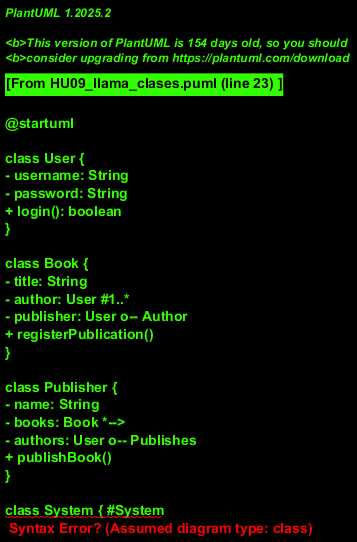 PlantUML 1.2025.2
<b>This version of PlantUML is 154 days old, so you should
<b>consider upgrading from https://plantuml.com/download
[From HU09_llama_clases.puml (line 23) ]
@startuml
class User {
- username: String
- password: String
+ login(): boolean
}
class Book {
- title: String
- author: User #1..*
- publisher: User o-- Author
+ registerPublication()
}
class Publisher {
- name: String
- books: Book *-->
- authors: User o-- Publishes
+ publishBook()
}
class System { #System
Syntax Error? (Assumed diagram type: class)